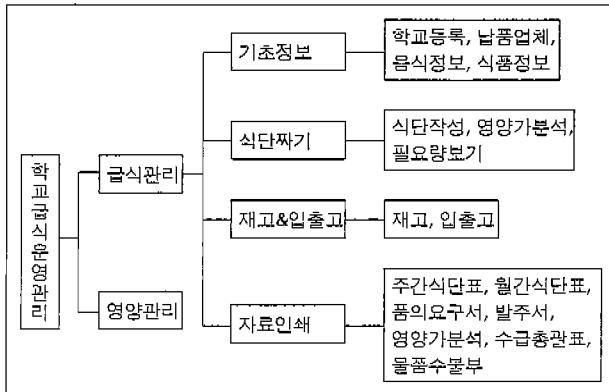 기초정보
학교등록, 납품업체,
음식정보, 식품정보
식단짜기
식단작성, 영양가분석,
필요량보기
학교급식운영관리
급식관리
재고&입출고
재고, 입출고
영양관리
자료인쇄
주간식단표, 월간식단표,
품의요구서, 발주서,
영양가분석, 수급총괄표,
물품수불부